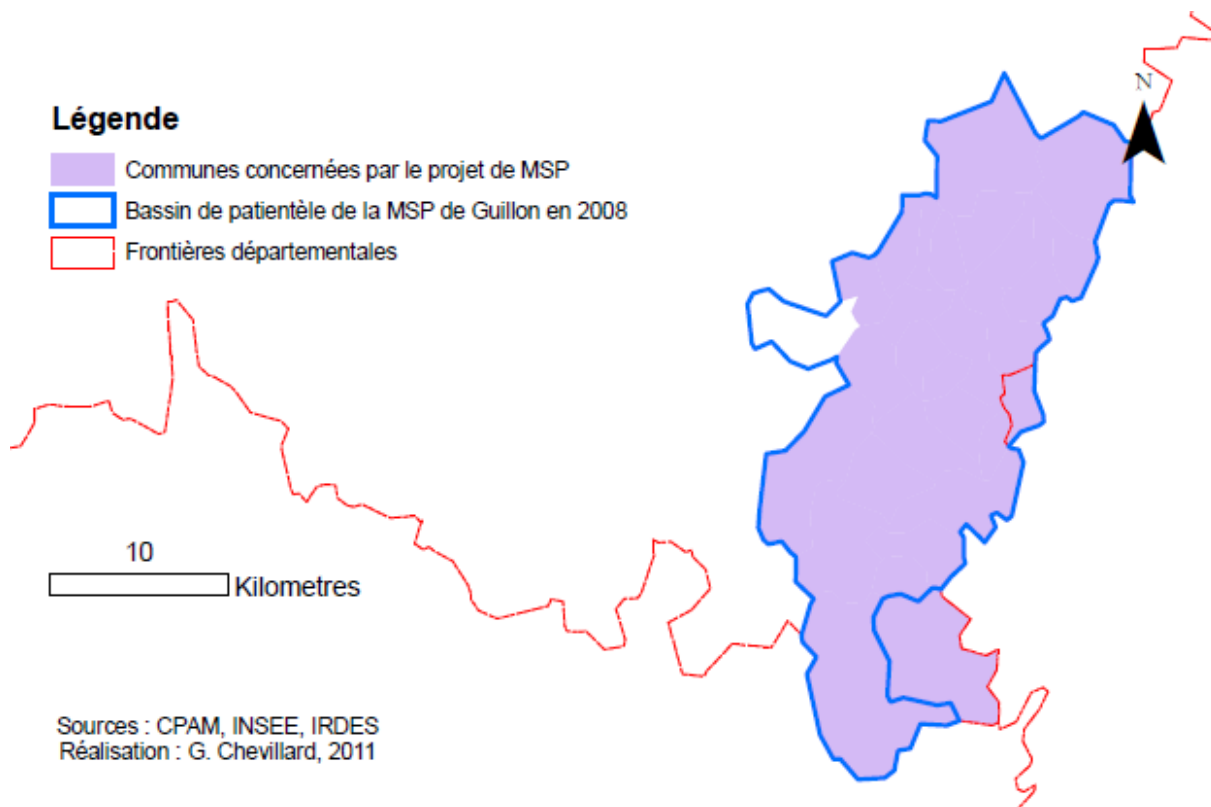 N
Légende
Communes concernées par le projet de MSP
Bassin de patientèle de la MSP de Guillon en 2008
Frontières départementales
10
Kilometres
Sources : CPAM, INSEE, IRDES
Réalisation : G. Chevillard, 2011